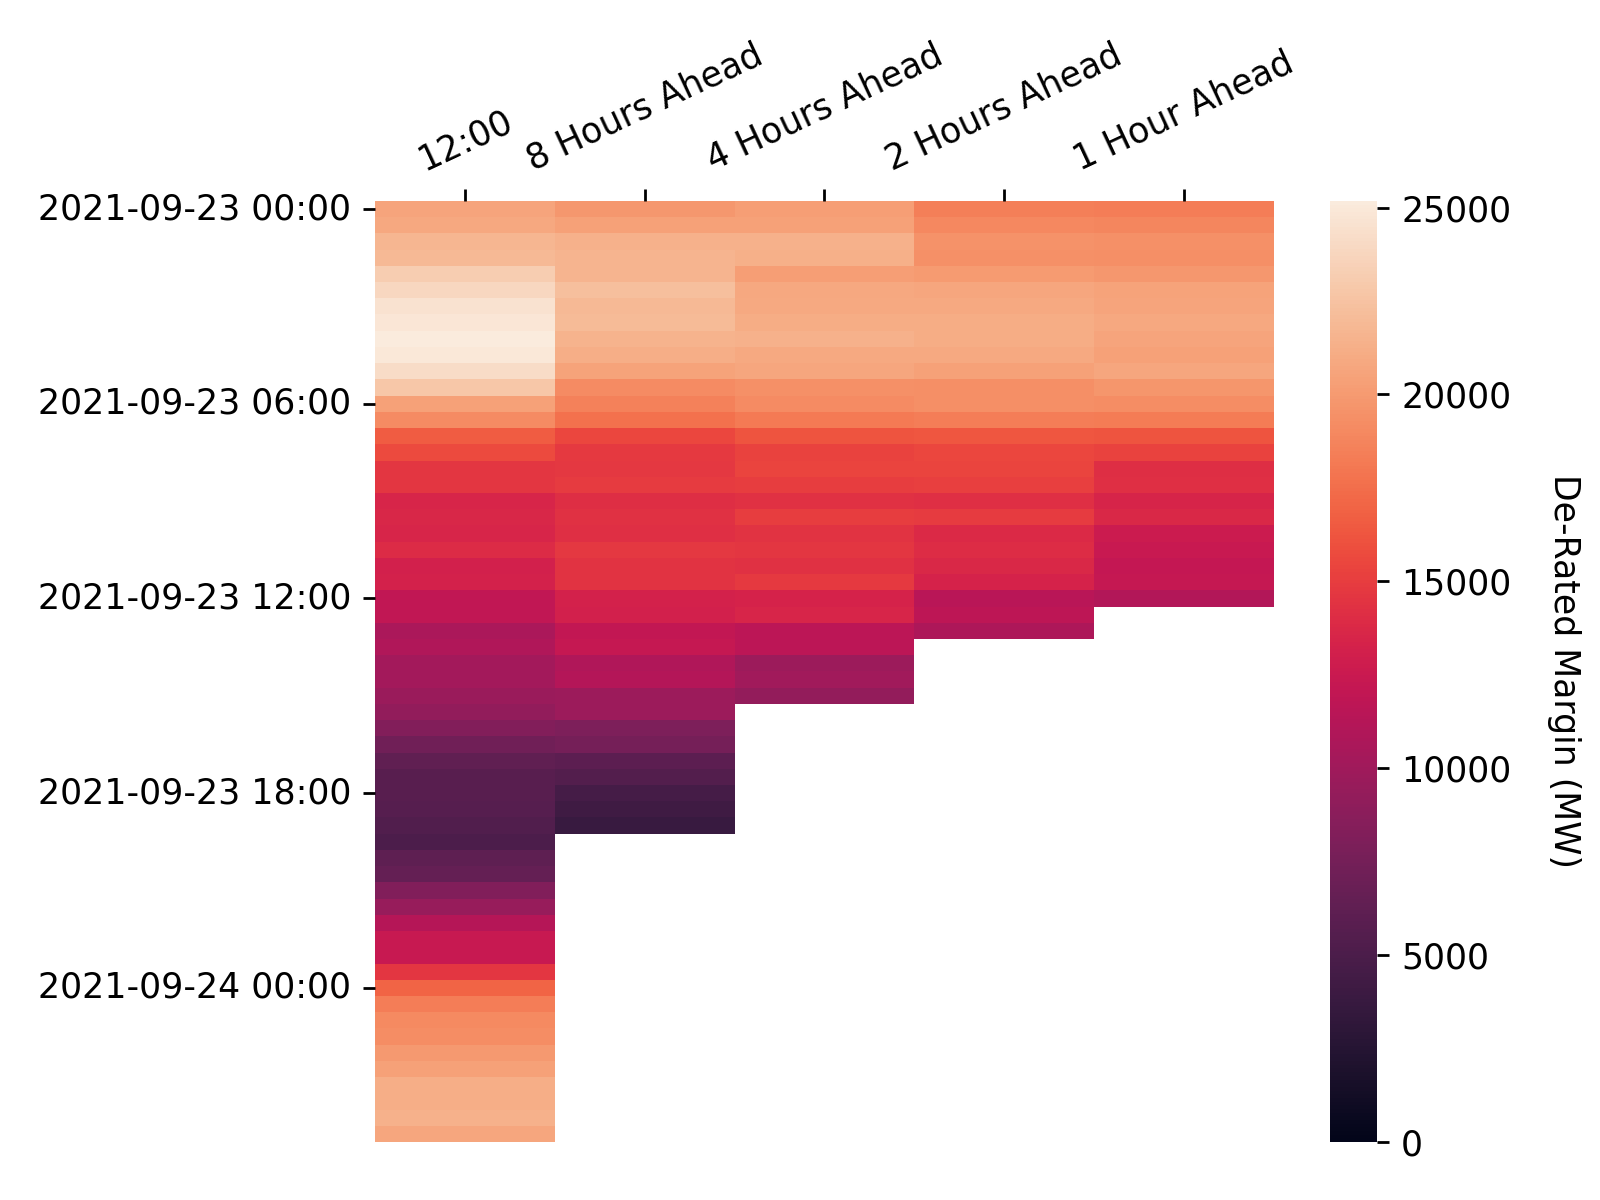 12:00
8 Hours Ahead
4 Hours Ahead
2 Hours Ahead
1 Hour Ahead
2021-09-23 00:00
2021-09-23 06:00
2021-09-23 12:00
2021-09-23 18:00
2021-09-24 00:00
25000
20000
15000
10000
5000
0
De-Rated Margin (MW)